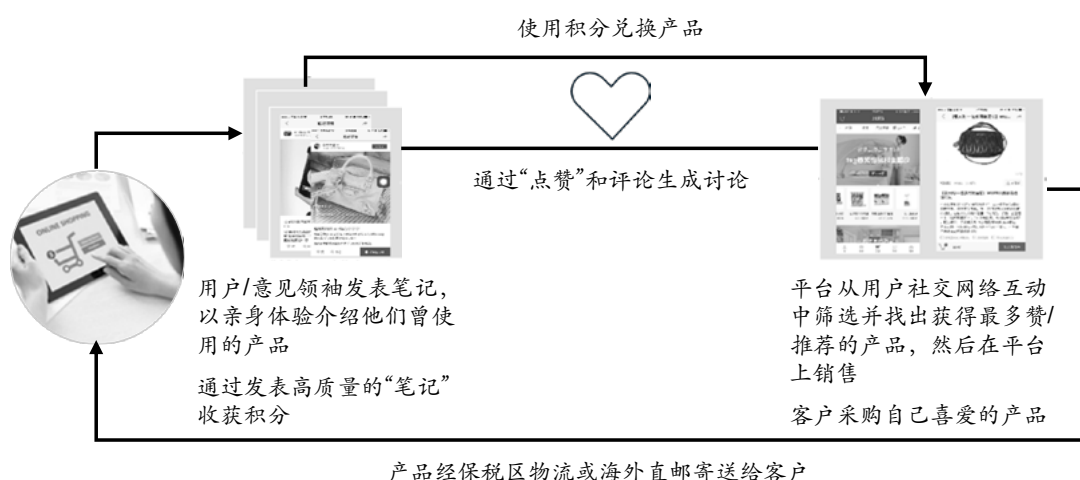 使用积分兑换产品
通过“点赞”和评论生成讨论
ONLINE SHOPPING
用户/意见领袖发表笔记，
以亲身体验介绍他们曾使
用的产品
通过发表高质量的“笔记”
收获积分
平台从用户社交网络互动
中筛选并找出获得最多赞/
推荐的产品，然后在平台
上销售
客户采购自己喜爱的产品
产品经保税区物流或海外直邮寄送给客户